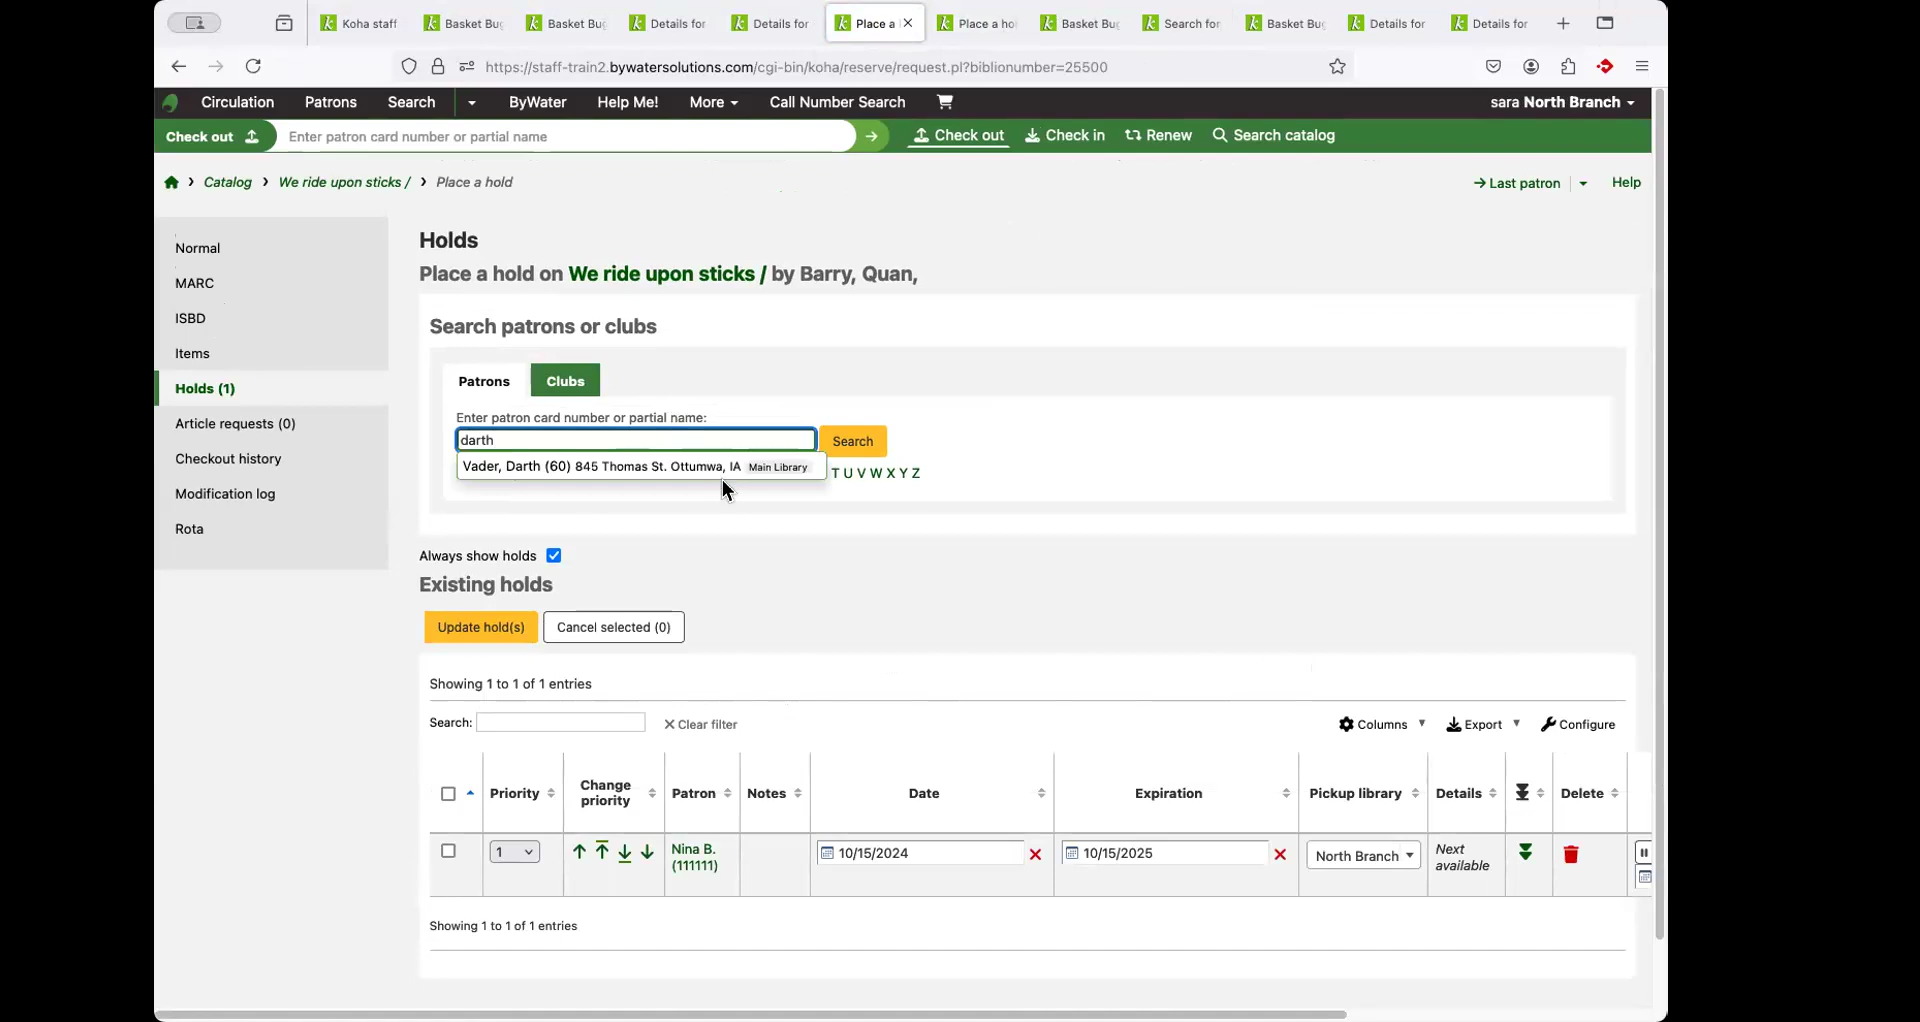 Koha staff
Basket Bu
Basket Bu
Details for
Details for
Place a
Place a ho
Basket Bu
Search for
Basket Bu
Details for
Details for
https://staff-train2.bywatersolutions.com/cgi-bin/koha/reserve/request.pl?biblionumber=25500
Circulation Patrons Search ByWater Help Me! More Call Number Search sara North Branch
Check out Enter patron card number or partial name Check out Check in Renew Search catalog
Catalog We ride upon sticks / Place a hold Last patron Help
Normal
MARC
ISBD
Items
Holds (1)
Article requests (0)
Checkout history
Modification log
Rota
Holds
Place a hold on We ride upon sticks / by Barry, Quan,
Search patrons or clubs
Patrons Clubs
Enter patron card number or partial name:
darth Search
Vader, Darth (60) 845 Thomas St. Ottumwa, IA Main Library T U V W X Y Z
Always show holds
Existing holds
Update hold(s) Cancel selected (0)
Showing 1 to 1 of 1 entries
Search: Clear filter Columns Export Configure
Priority Change priority Patron Notes Date Expiration Pickup library Details Delete
1 Nina B. (111111) 10/15/2024 10/15/2025 North Branch Next available
Showing 1 to 1 of 1 entries